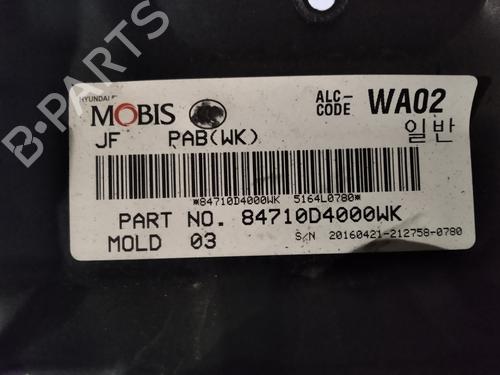 B-PARTS
HYUNDAI
MOBIS
ALC-CODE WA02
JF PAB(WK) 일반
*84710D4000WK 5164L0780*
PART NO. 84710D4000WK
MOLD 03 S/N 20160421-212758-0780